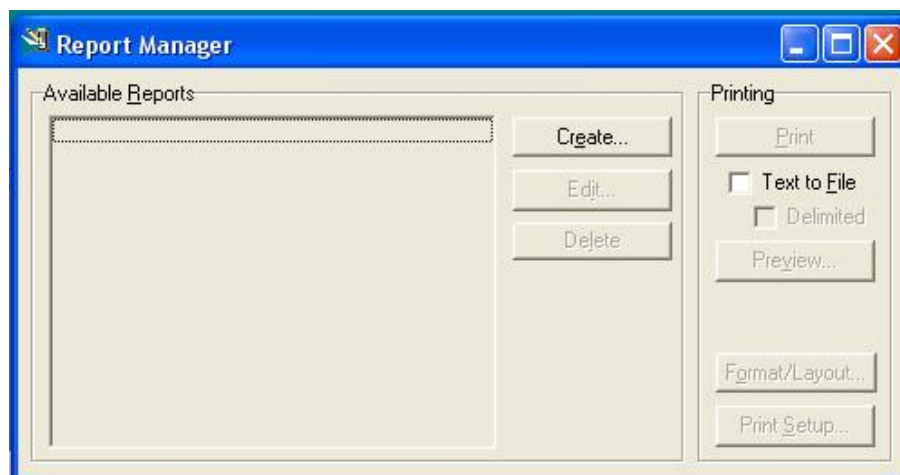 Report Manager
Available Reports
Create...
Edit...
Delete
Printing
Print
Text to File
Delimited
Preview...
Format/Layout...
Print Setup...